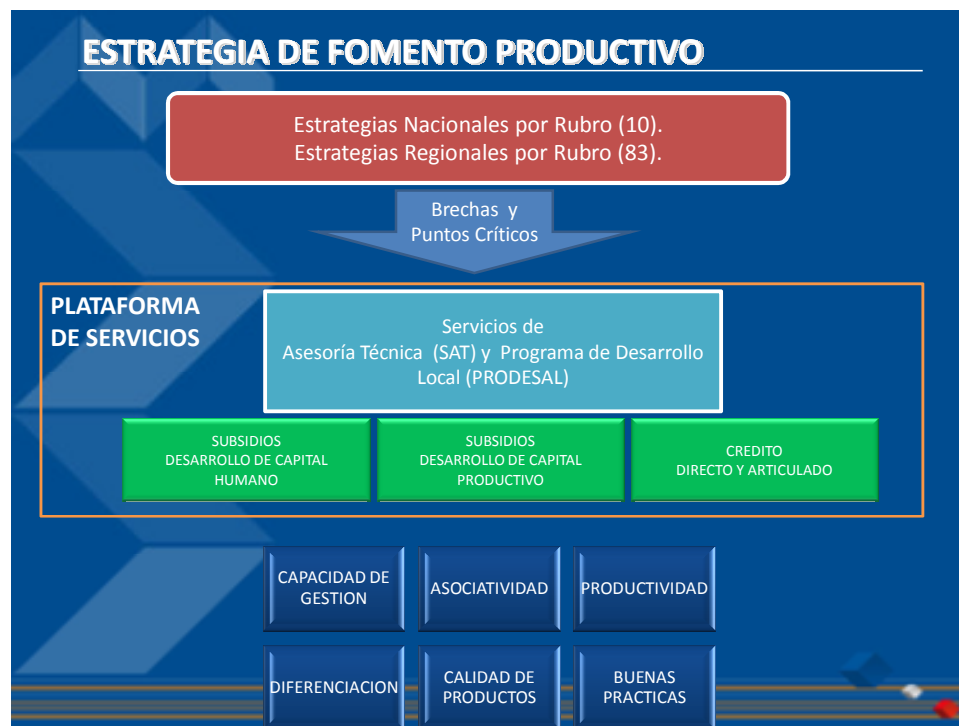 ESTRATEGIA DE FOMENTO PRODUCTIVO
Estrategias Nacionales por Rubro (10).
Estrategias Regionales por Rubro (83).
Brechas y
Puntos Críticos
PLATAFORMA
DE SERVICIOS
Servicios de
Asesoría Técnica (SAT) y Programa de Desarrollo
Local (PRODESAL)
SUBSIDIOS
DESARROLLO DE CAPITAL
HUMANO
SUBSIDIOS
DESARROLLO DE CAPITAL
PRODUCTIVO
CREDITO
DIRECTO Y ARTICULADO
CAPACIDAD DE
GESTION
ASOCIATIVIDAD
PRODUCTIVIDAD
DIFERENCIACION
CALIDAD DE
PRODUCTOS
BUENAS
PRACTICAS